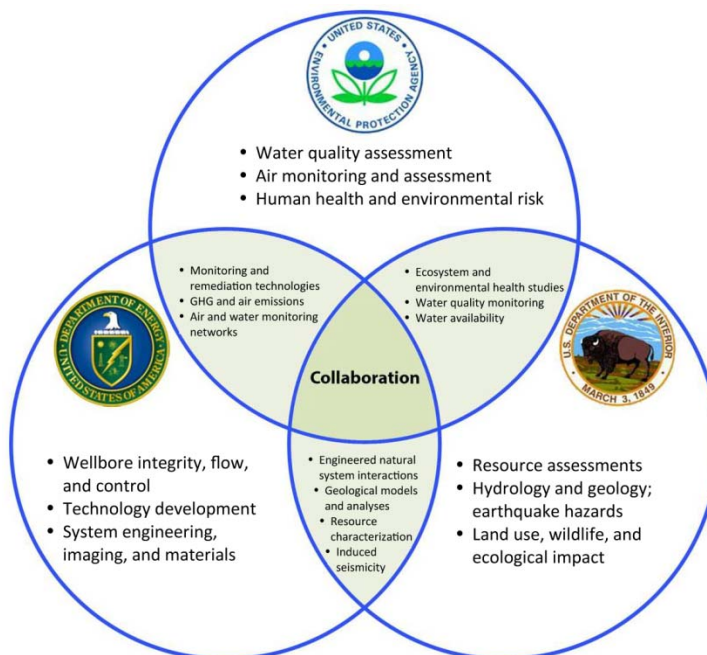 UNITED STATES
ENVIRONMENTAL PROTECTION AGENCY
• Water quality assessment
• Air monitoring and assessment
• Human health and environmental risk
• Monitoring and
remediation technologies
• GHG and air emissions
• Air and water monitoring
networks
• Ecosystem and
environmental health studies
• Water quality monitoring
• Water availability
DEPARTMENT OF ENERGY
UNITED STATES OF AMERICA
U.S. DEPARTMENT OF THE INTERIOR
MARCH 3, 1849
Collaboration
• Wellbore integrity, flow,
and control
• Technology development
• System engineering,
imaging, and materials
• Engineered natural
system interactions
• Geological models
and analyses
• Resource
characterization
• Induced
seismicity
• Resource assessments
• Hydrology and geology;
earthquake hazards
• Land use, wildlife, and
ecological impact